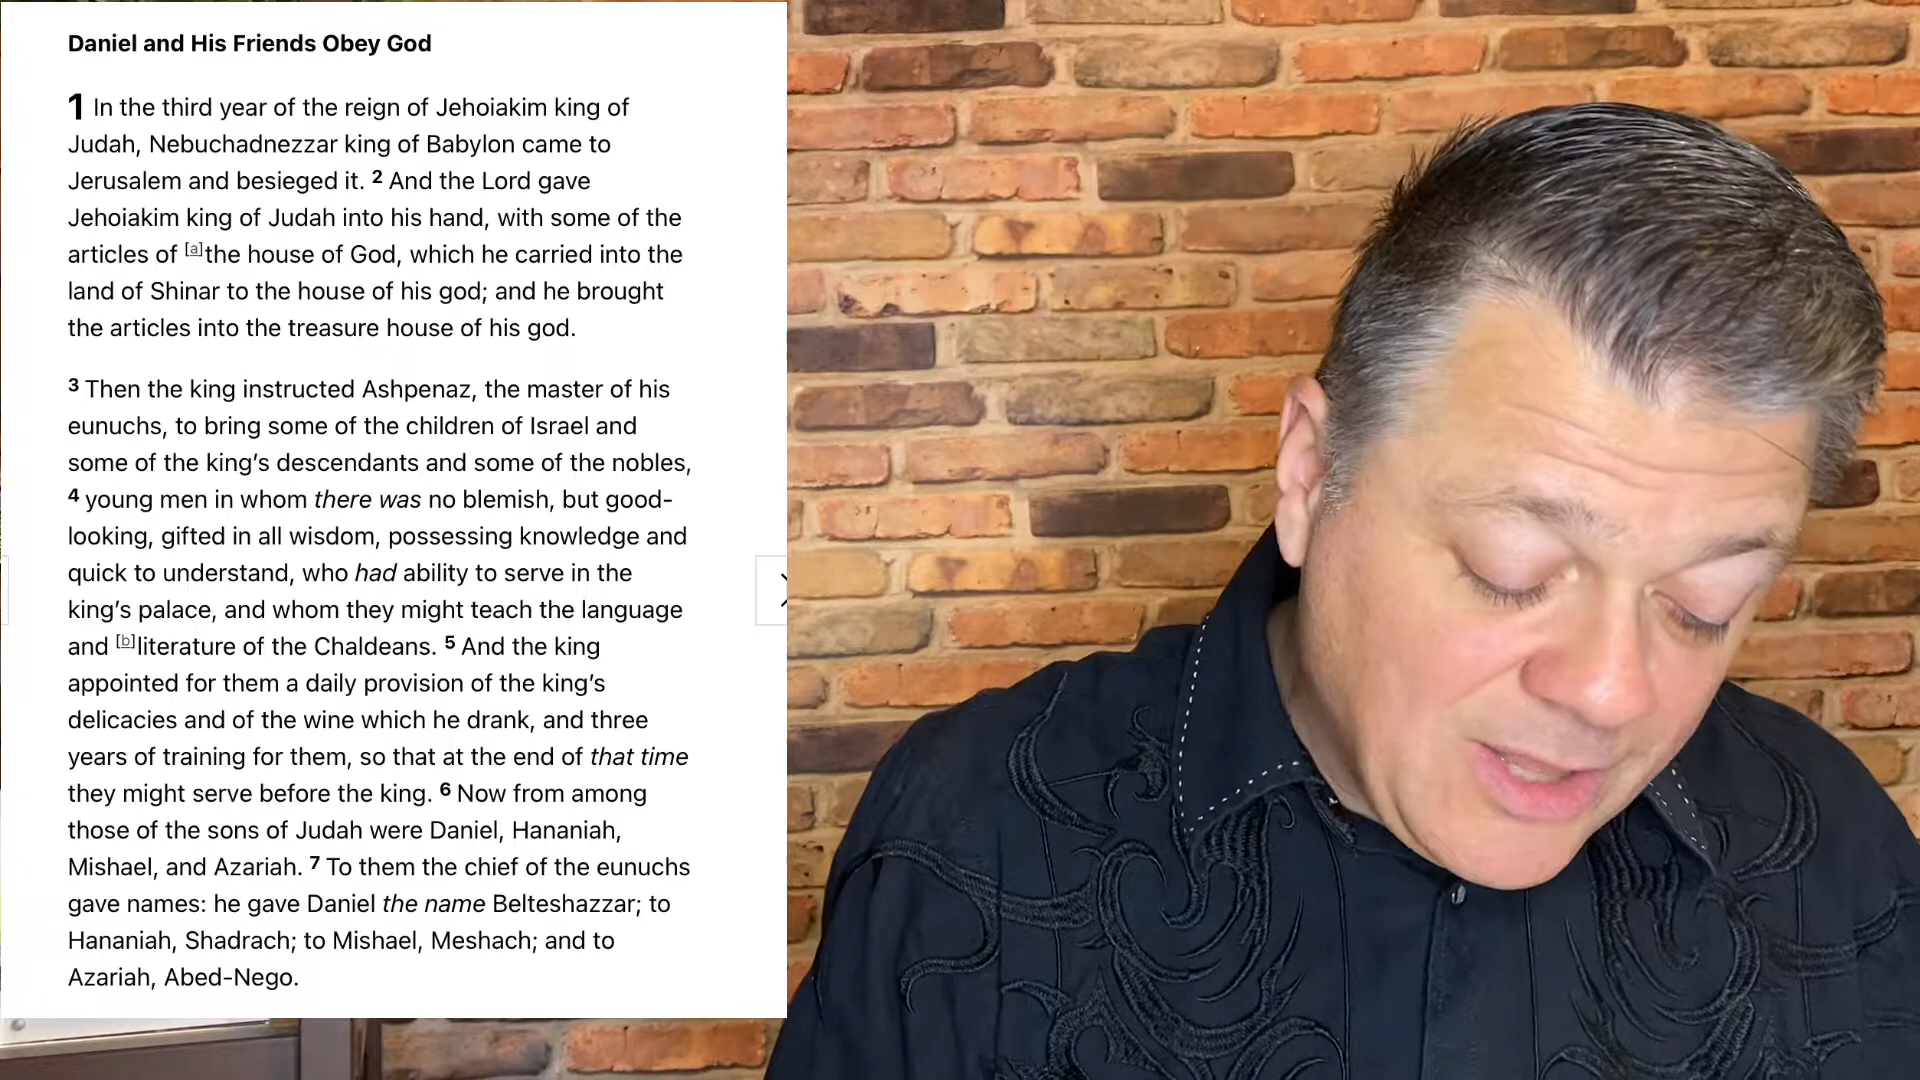 Daniel and His Friends Obey God
1 In the third year of the reign of Jehoiakim king of
Judah, Nebuchadnezzar king of Babylon came to
Jerusalem and besieged it. 2 And the Lord gave
Jehoiakim king of Judah into his hand, with some of the
articles of [a]the house of God, which he carried into the
land of Shinar to the house of his god; and he brought
the articles into the treasure house of his god.
3 Then the king instructed Ashpenaz, the master of his
eunuchs, to bring some of the children of Israel and
some of the king’s descendants and some of the nobles,
4 young men in whom there was no blemish, but good-
looking, gifted in all wisdom, possessing knowledge and
quick to understand, who had ability to serve in the
king’s palace, and whom they might teach the language
and [b]literature of the Chaldeans. 5 And the king
appointed for them a daily provision of the king’s
delicacies and of the wine which he drank, and three
years of training for them, so that at the end of that time
they might serve before the king. 6 Now from among
those of the sons of Judah were Daniel, Hananiah,
Mishael, and Azariah. 7 To them the chief of the eunuchs
gave names: he gave Daniel the name Belteshazzar; to
Hananiah, Shadrach; to Mishael, Meshach; and to
Azariah, Abed-Nego.